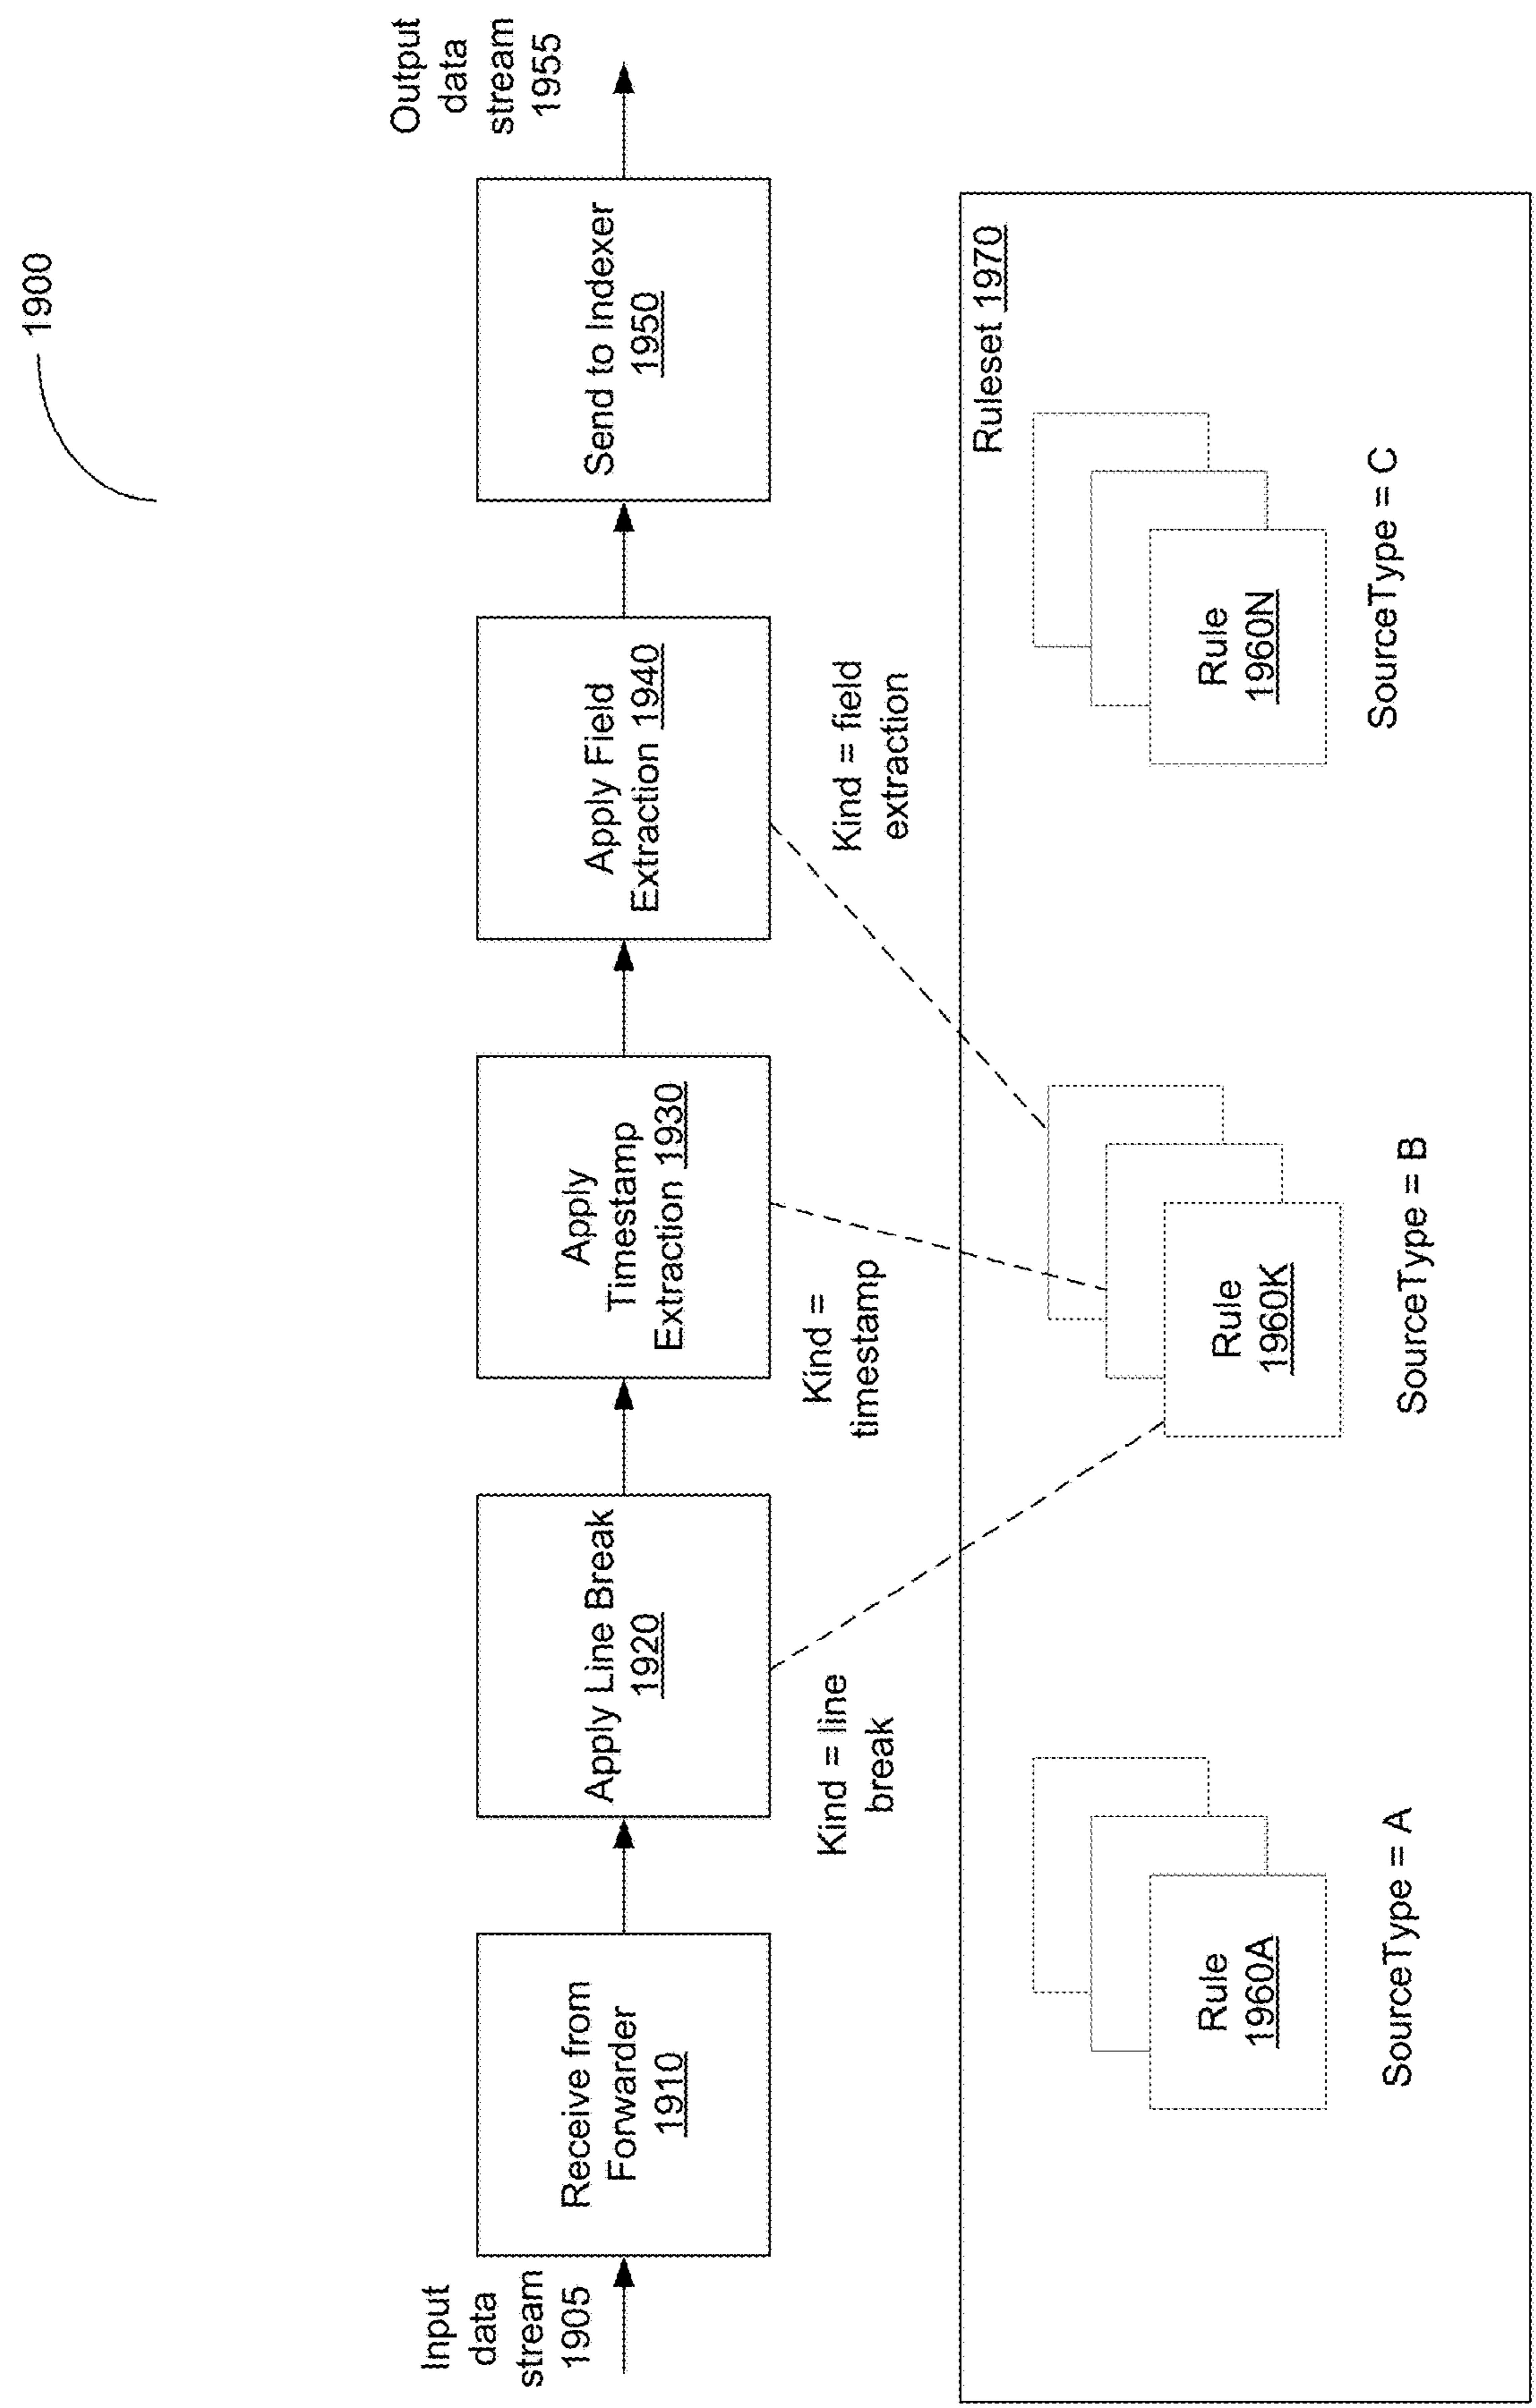 1900
Input
data
stream
1905
Receive from
Forwarder
1910
Apply Line Break
1920
Apply
Timestamp
Extraction 1930
Apply Field
Extraction 1940
Send to Indexer
1950
Output
data
stream
1955
Kind = line
break
Kind =
timestamp
Kind = field
extraction
Ruleset 1970
Rule
1960A
SourceType = A
Rule
1960K
SourceType = B
Rule
1960N
SourceType = C